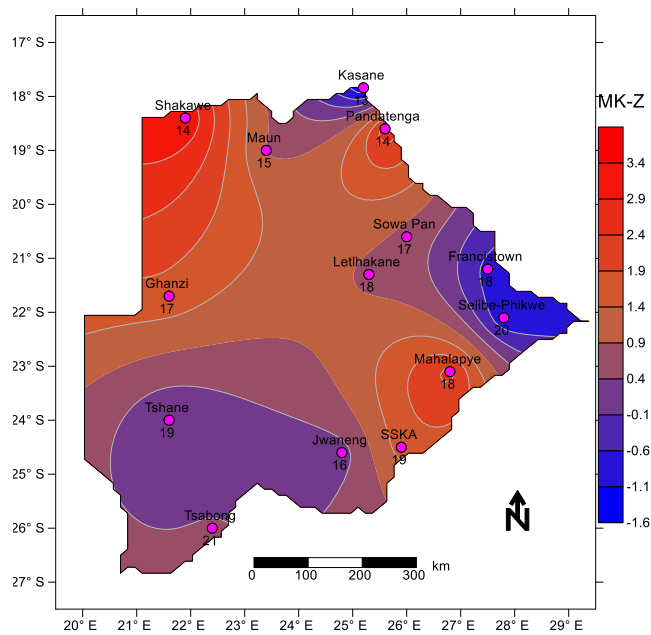 17° S
18° S
19° S
20° S
21° S
22° S
23° S
24° S
25° S
26° S
27° S
Kasane
13
Shakawe
14
Pandatenga
14
Maun
15
Sowa Pan
17
Letlhakane
18
Francistown
18
Ghanzi
17
Selibe-Phikwe
20
Mahalapye
18
Tshane
19
Jwaneng
16
SSKA
19
Tsabong
21
MK-Z
3.4
2.9
2.4
1.9
1.4
0.9
0.4
-0.1
-0.6
-1.1
-1.6
N
0 100 200 300 km
20° E 21° E 22° E 23° E 24° E 25° E 26° E 27° E 28° E 29° E